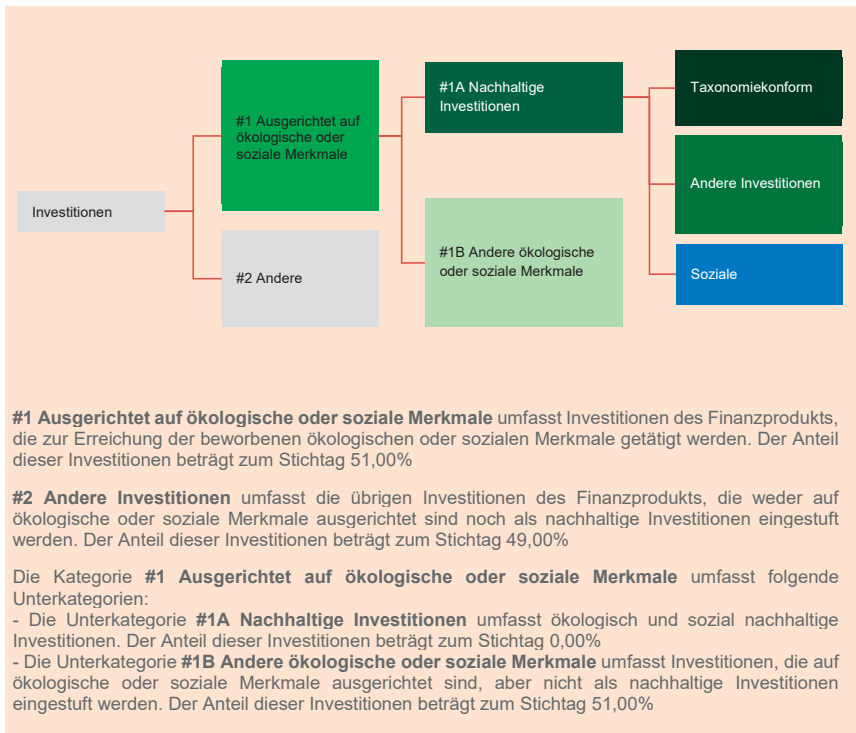 Investitionen
#1 Ausgerichtet auf
ökologische oder
soziale Merkmale
#2 Andere
#1A Nachhaltige
Investitionen
#1B Andere ökologische
oder soziale Merkmale
Taxonomiekonform
Andere Investitionen
Soziale
#1 Ausgerichtet auf ökologische oder soziale Merkmale umfasst Investitionen des Finanzprodukts,
die zur Erreichung der beworbenen ökologischen oder sozialen Merkmale getätigt werden. Der Anteil
dieser Investitionen beträgt zum Stichtag 51,00%
#2 Andere Investitionen umfasst die übrigen Investitionen des Finanzprodukts, die weder auf
ökologische oder soziale Merkmale ausgerichtet sind noch als nachhaltige Investitionen eingestuft
werden. Der Anteil dieser Investitionen beträgt zum Stichtag 49,00%
Die Kategorie #1 Ausgerichtet auf ökologische oder soziale Merkmale umfasst folgende
Unterkategorien:
- Die Unterkategorie #1A Nachhaltige Investitionen umfasst ökologisch und sozial nachhaltige
Investitionen. Der Anteil dieser Investitionen beträgt zum Stichtag 0,00%
- Die Unterkategorie #1B Andere ökologische oder soziale Merkmale umfasst Investitionen, die auf
ökologische oder soziale Merkmale ausgerichtet sind, aber nicht als nachhaltige Investitionen
eingestuft werden. Der Anteil dieser Investitionen beträgt zum Stichtag 51,00%